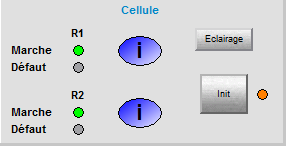 Cellule
R1
Marche
Défaut
i
Eclairage
R2
Marche
Défaut
i
Init